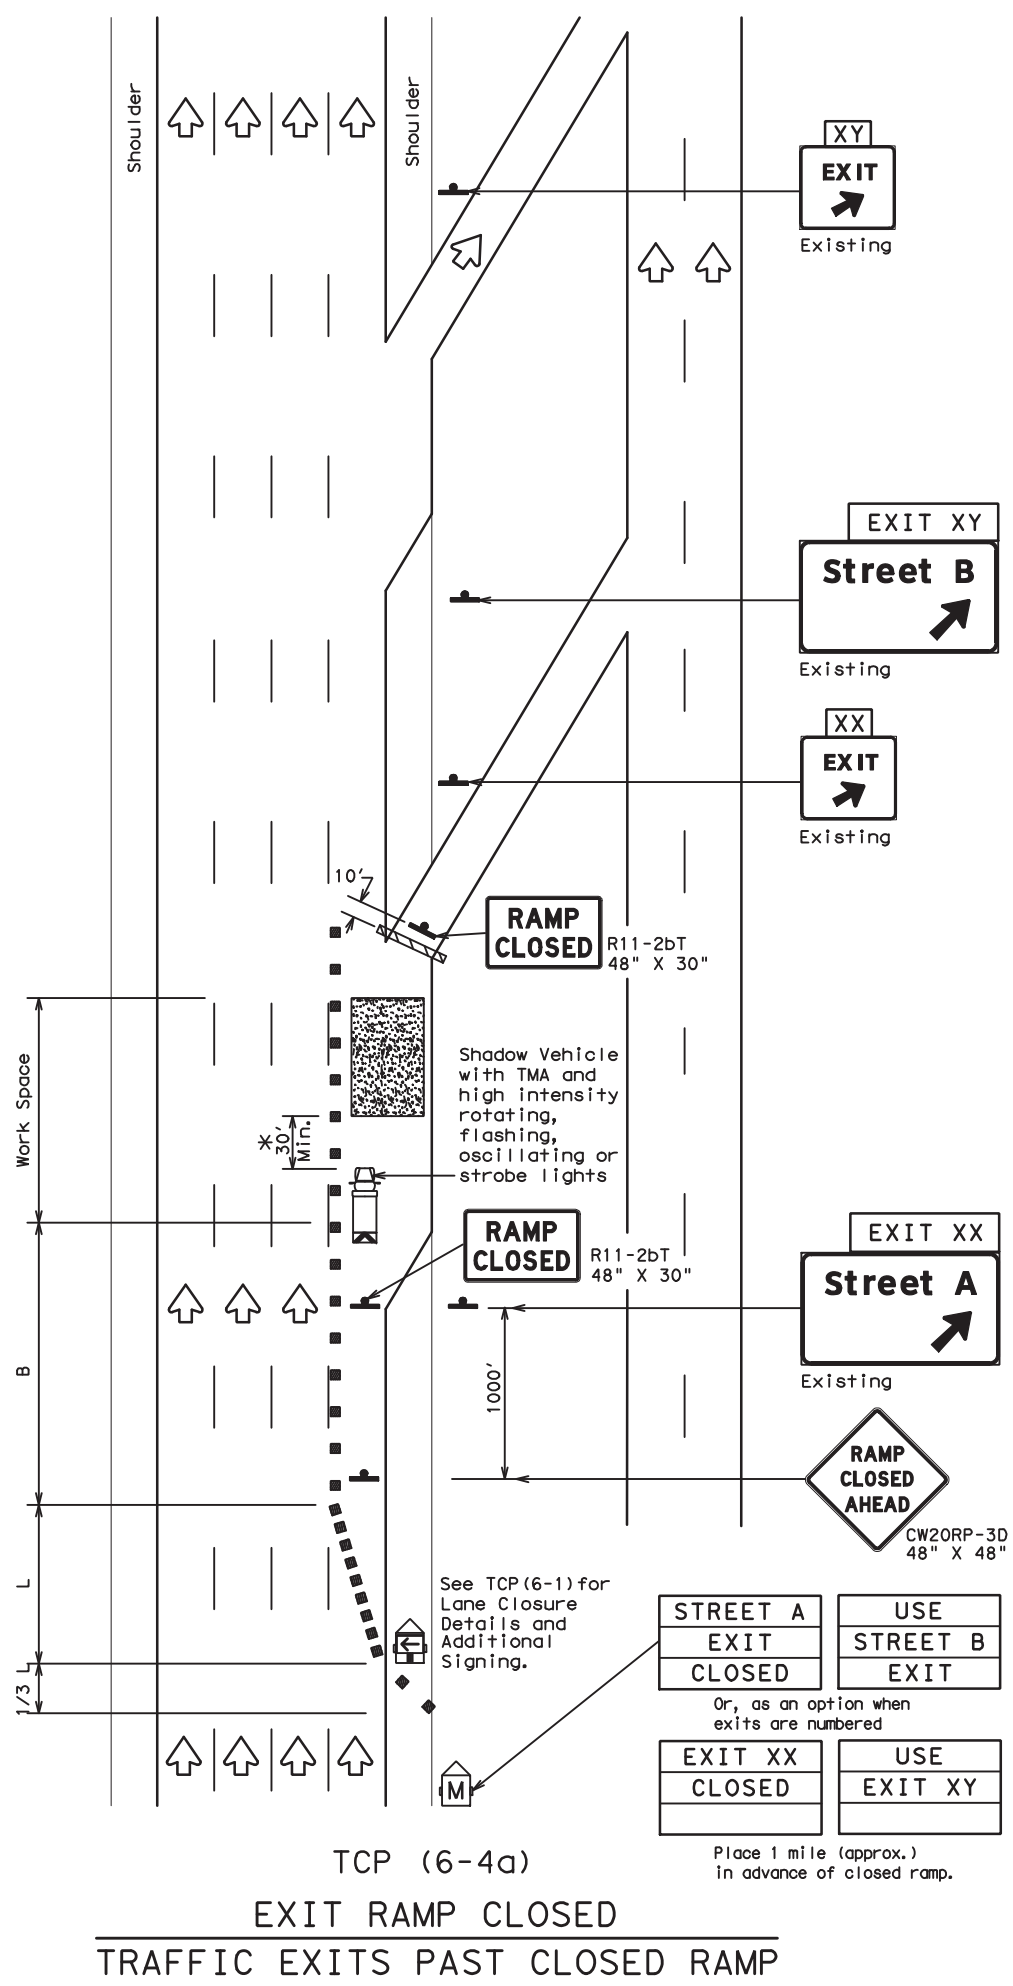 Shoulder
Shoulder
XY
EXIT
Existing
EXIT XY
Street B
Existing
XX
EXIT
Existing
10'
RAMP
CLOSED
R11-2bT
48" X 30"
Work Space
Shadow Vehicle
with TMA and
high intensity
rotating,
flashing,
oscillating or
strobe lights
* 30'
Min.
RAMP
CLOSED
R11-2bT
48" X 30"
EXIT XX
Street A
Existing
B
1000'
RAMP
CLOSED
AHEAD
CW20RP-3D
48" X 48"
L
See TCP(6-1)for
Lane Closure
Details and
Additional
Signing.
1/3 L
STREET A
EXIT
CLOSED
USE
STREET B
EXIT
Or, as an option when
exits are numbered
EXIT XX
CLOSED
USE
EXIT XY
M
Place 1 mile (approx.)
in advance of closed ramp.
TCP (6-4a)
EXIT RAMP CLOSED
TRAFFIC EXITS PAST CLOSED RAMP